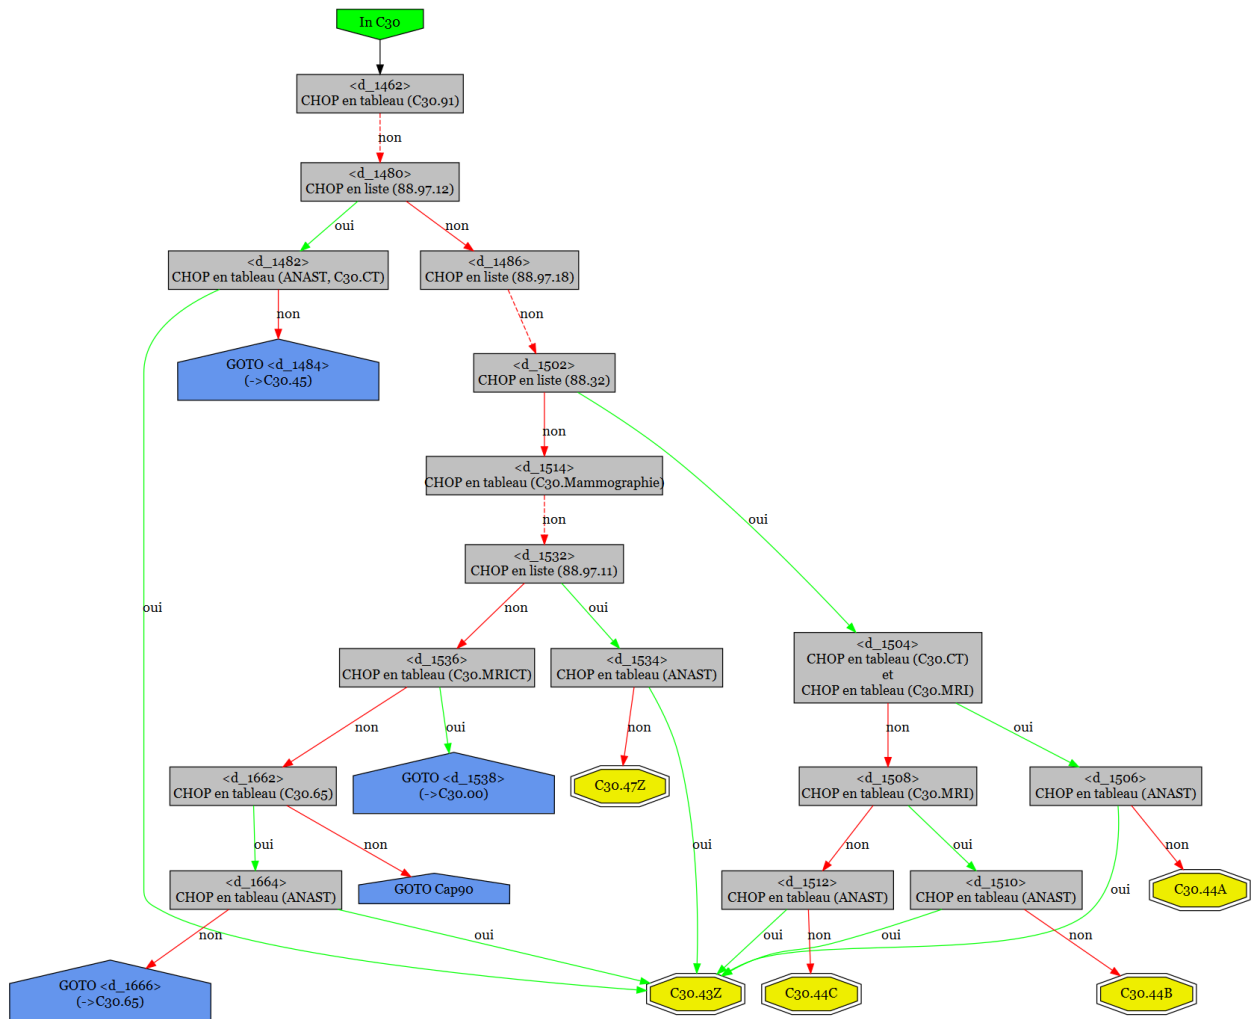 In C30
<d_1462>
CHOP en tableau (C30.91)
non
<d_1480>
CHOP en liste (88.97.12)
oui
non
<d_1482>
CHOP en tableau (ANAST, C30.CT)
<d_1486>
CHOP en liste (88.97.18)
non
non
GOTO <d_1484>
(->C30.45)
<d_1502>
CHOP en liste (88.32)
non
<d_1514>
CHOP en tableau (C30.Mammographie)
oui
non
<d_1532>
CHOP en liste (88.97.11)
oui
non
oui
<d_1536>
CHOP en tableau (C30.MRICT)
<d_1534>
CHOP en tableau (ANAST)
<d_1504>
CHOP en tableau (C30.CT)
et
CHOP en tableau (C30.MRI)
non
oui
non
non
oui
<d_1662>
CHOP en tableau (C30.65)
GOTO <d_1538>
(->C30.00)
C30.47Z
<d_1508>
CHOP en tableau (C30.MRI)
<d_1506>
CHOP en tableau (ANAST)
oui
non
oui
non
oui
non
<d_1664>
CHOP en tableau (ANAST)
GOTO Cap90
<d_1512>
CHOP en tableau (ANAST)
<d_1510>
CHOP en tableau (ANAST)
oui
C30.44A
non
oui
oui
non
oui
non
GOTO <d_1666>
(->C30.65)
C30.43Z
C30.44C
C30.44B